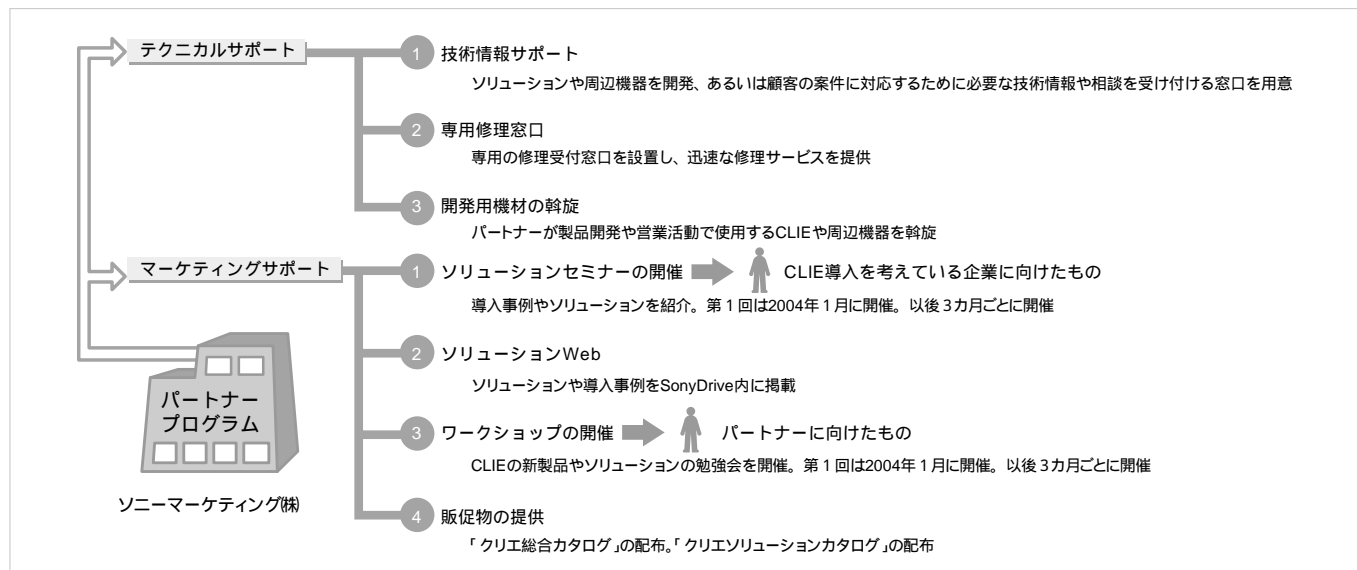 テクニカルサポート
1 技術情報サポート
ソリューションや周辺機器を開発、あるいは顧客の案件に対応するために必要な技術情報や相談を受け付ける窓口を用意
2 専用修理窓口
専用の修理受付窓口を設置し、迅速な修理サービスを提供
3 開発用機材の斡旋
パートナーが製品開発や営業活動で使用するCLIEや周辺機器を斡旋
マーケティングサポート
1 ソリューションセミナーの開催 CLIE導入を考えている企業に向けたもの
導入事例やソリューションを紹介。第1回は2004年1月に開催。以後3カ月ごとに開催
2 ソリューションWeb
ソリューションや導入事例をSonyDrive内に掲載
3 ワークショップの開催 パートナーに向けたもの
CLIEの新製品やソリューションの勉強会を開催。第1回は2004年1月に開催。以後3カ月ごとに開催
4 販促物の提供
「クリエ総合カタログ」の配布。「クリエソリューションカタログ」の配布
パートナー
プログラム
ソニーマーケティング㈱